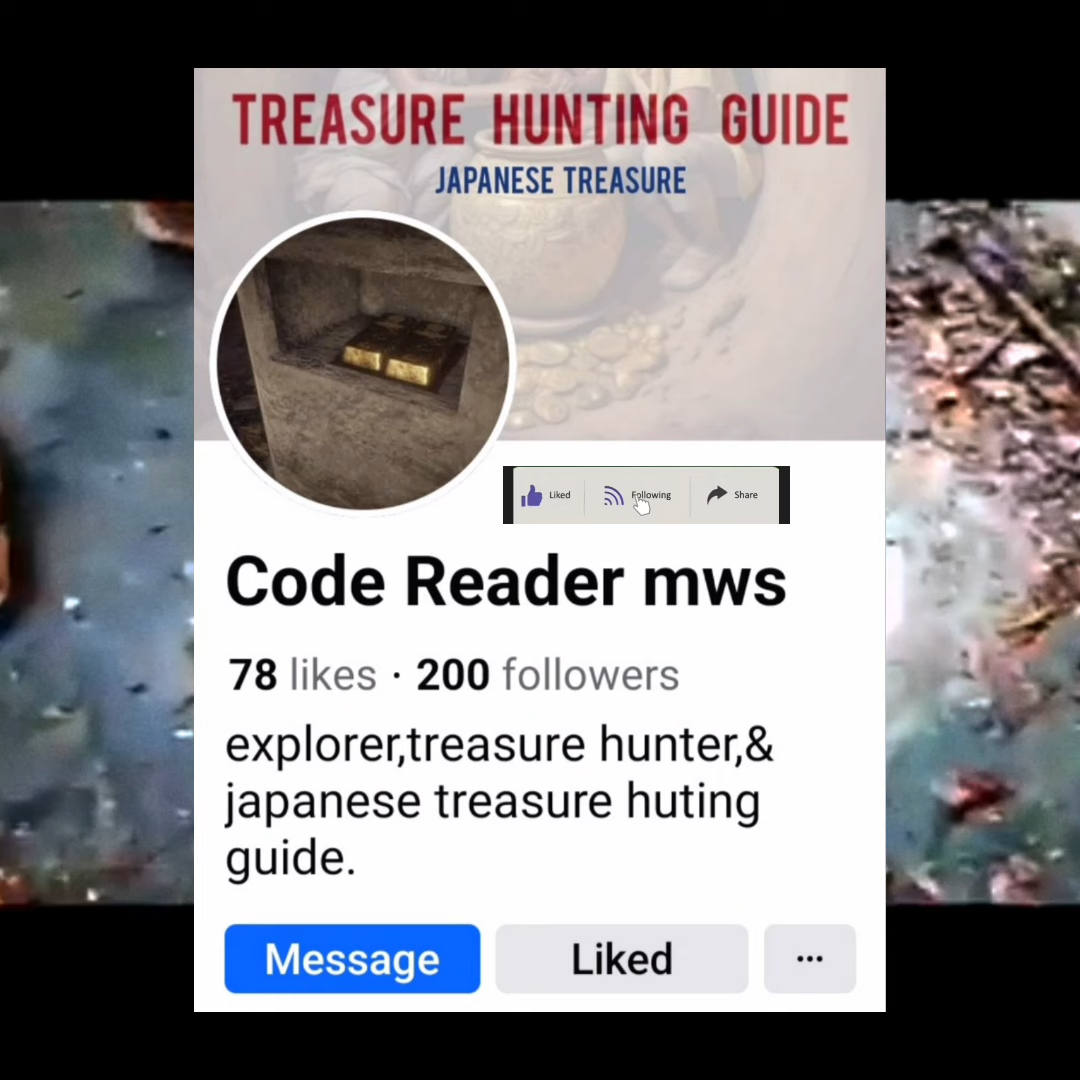 TREASURE HUNTING GUIDE
JAPANESE TREASURE
Liked Following Share
Code Reader mws
78 likes · 200 followers
explorer,treasure hunter,&
japanese treasure huting
guide.
Message Liked ...